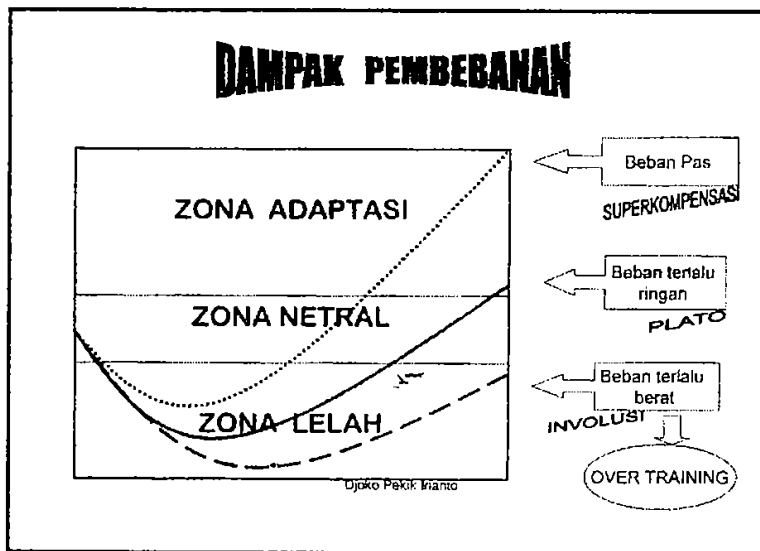 DAMPAK PEMBEBANAN
ZONA ADAPTASI
ZONA NETRAL
ZONA LELAH
Djoko Pekik Irianto
Beban Pas
SUPERKOMPENSASI
Beban terlalu
ringan
PLATO
Beban terlalu
berat
INVOLUSI
OVER TRAINING